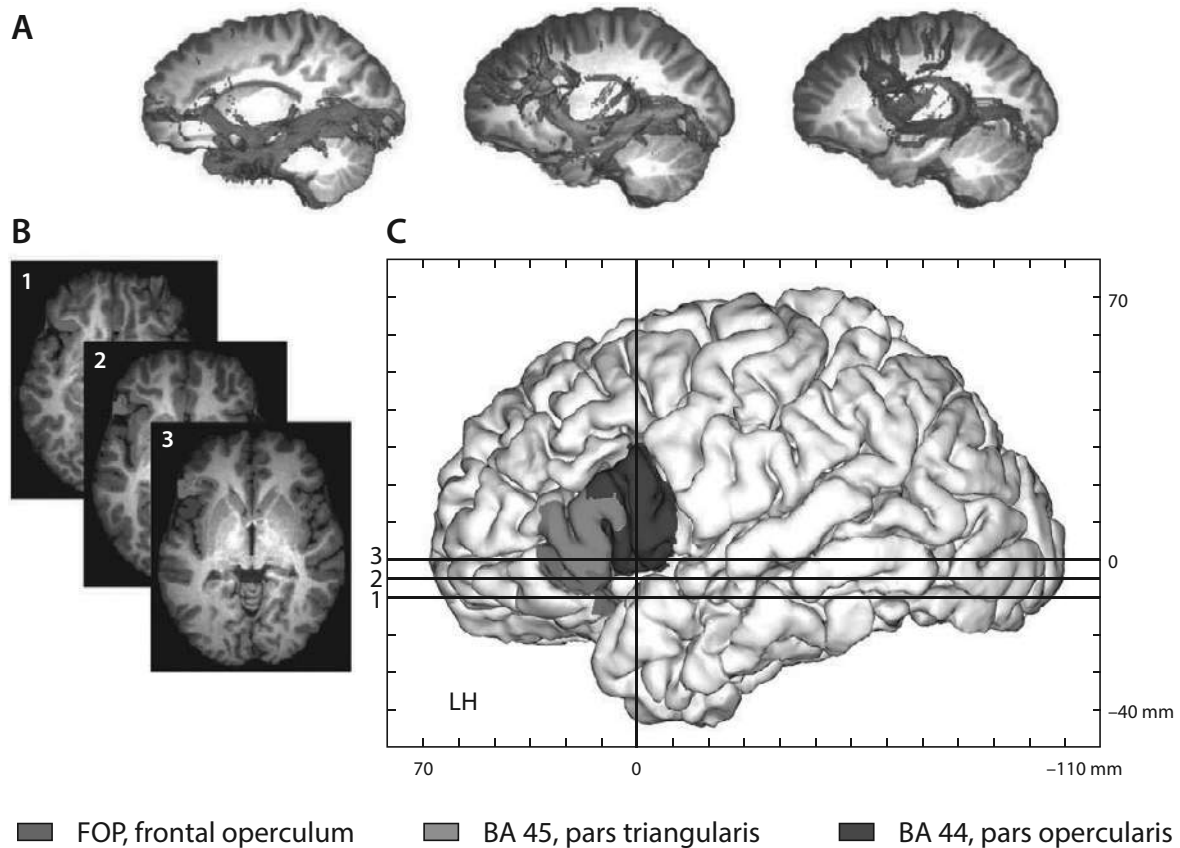 A
B
1
2
3
C
70
3
0
2
1
LH
–40 mm
70
0
–110 mm
FOP, frontal operculum
BA 45, pars triangularis
BA 44, pars opercularis